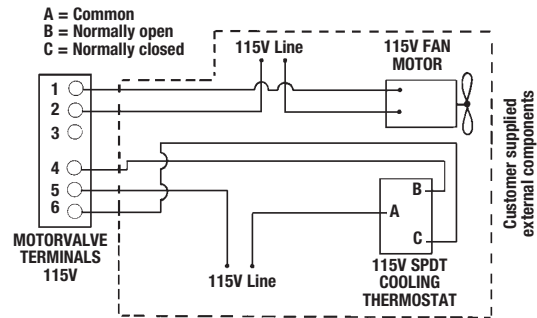 A = Common
B = Normally open
C = Normally closed
115V Line
115V FAN
MOTOR
1
2
3
4
5
6
MOTORVALVE
TERMINALS
115V
B
A
C
115V SPDT
COOLING
THERMOSTAT
115V Line
Customer supplied
external components